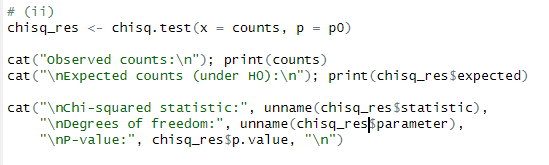 # (ii)
chisq_res <- chisq.test(x = counts, p = p0)
cat("Observed counts:\n"); print(counts)
cat("\nExpected counts (under H0):\n"); print(chisq_res$expected)
cat("\nChi-squared statistic:", unname(chisq_res$statistic),
"\nDegrees of freedom:", unname(chisq_res$parameter),
"\nP-value:", chisq_res$p.value, "\n")